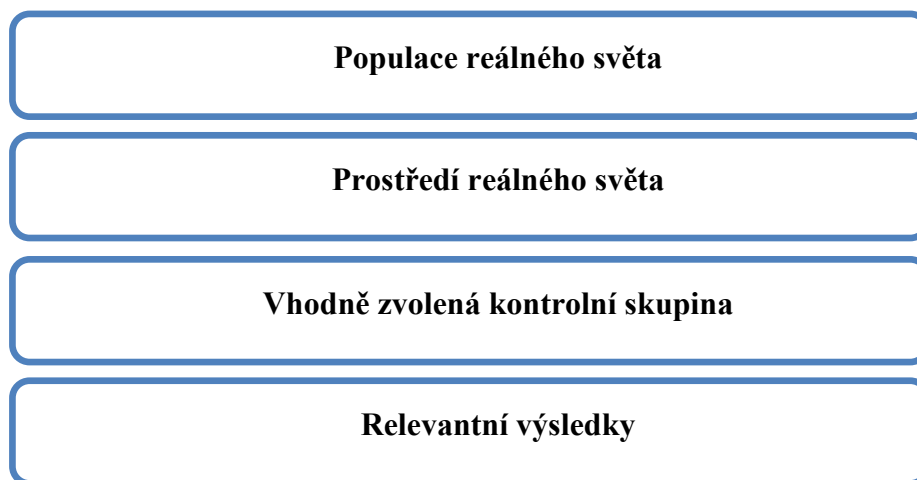 Populace reálného světa
Prostředí reálného světa
Vhodně zvolená kontrolní skupina
Relevantní výsledky